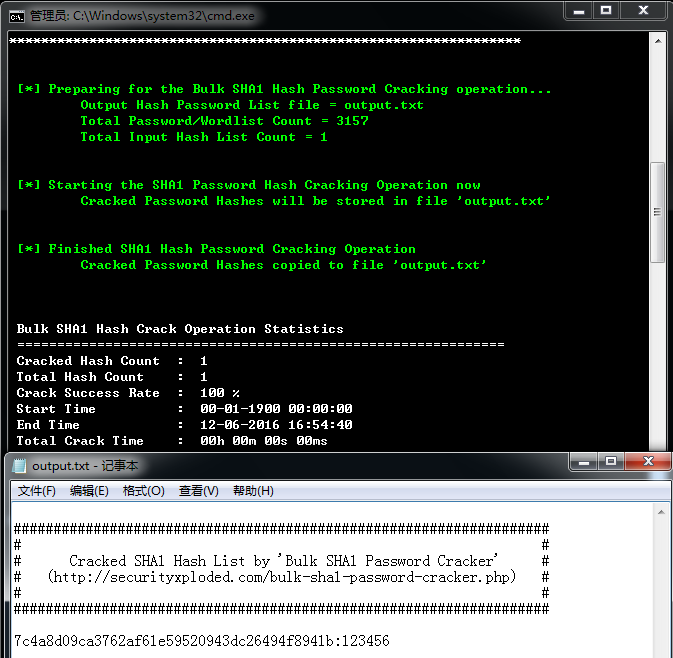 管理员: C:\Windows\system32\cmd.exe
****************************************************************
[*] Preparing for the Bulk SHA1 Hash Password Cracking operation...
Output Hash Password List file = output.txt
Total Password/Wordlist Count = 3157
Total Input Hash List Count = 1
[*] Starting the SHA1 Password Hash Cracking Operation now
Cracked Password Hashes will be stored in file 'output.txt'
[*] Finished SHA1 Hash Password Cracking Operation
Cracked Password Hashes copied to file 'output.txt'
Bulk SHA1 Hash Crack Operation Statistics
=============================================================
Cracked Hash Count : 1
Total Hash Count : 1
Crack Success Rate : 100 %
Start Time : 00-01-1900 00:00:00
End Time : 12-06-2016 16:54:40
Total Crack Time : 00h 00m 00s 00ms
output.txt - 记事本
文件(F) 编辑(E) 格式(O) 查看(V) 帮助(H)
###################################################################
# #
# Cracked SHA1 Hash List by 'Bulk SHA1 Password Cracker' #
# (http://securityxploded.com/bulk-sha1-password-cracker.php) #
# #
###################################################################
7c4a8d09ca3762af61e59520943dc26494f8941b:123456